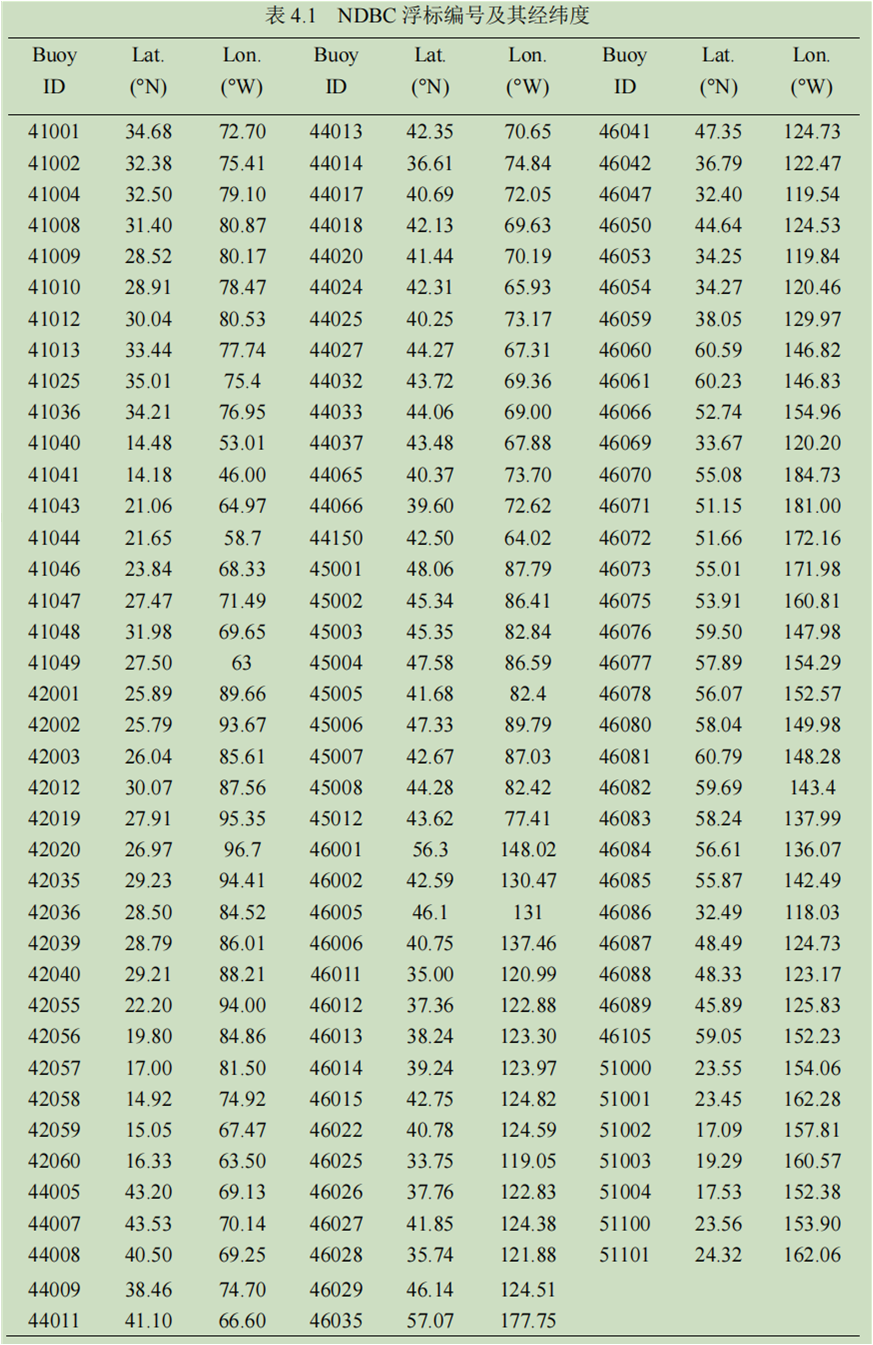 表 4.1 NDBC 浮标编号及其经纬度
Buoy Lat. Lon. Buoy Lat. Lon. Buoy Lat. Lon.
ID (°N) (°W) ID (°N) (°W) ID (°N) (°W)
41001 34.68 72.70 44013 42.35 70.65 46041 47.35 124.73
41002 32.38 75.41 44014 36.61 74.84 46042 36.79 122.47
41004 32.50 79.10 44017 40.69 72.05 46047 32.40 119.54
41008 31.40 80.87 44018 42.13 69.63 46050 44.64 124.53
41009 28.52 80.17 44020 41.44 70.19 46053 34.25 119.84
41010 28.91 78.47 44024 42.31 65.93 46054 34.27 120.46
41012 30.04 80.53 44025 40.25 73.17 46059 38.05 129.97
41013 33.44 77.74 44027 44.27 67.31 46060 60.59 146.82
41025 35.01 75.4 44032 43.72 69.36 46061 60.23 146.83
41036 34.21 76.95 44033 44.06 69.00 46066 52.74 154.96
41040 14.48 53.01 44037 43.48 67.88 46069 33.67 120.20
41041 14.18 46.00 44065 40.37 73.70 46070 55.08 184.73
41043 21.06 64.97 44066 39.60 72.62 46071 51.15 181.00
41044 21.65 58.7 44150 42.50 64.02 46072 51.66 172.16
41046 23.84 68.33 45001 48.06 87.79 46073 55.01 171.98
41047 27.47 71.49 45002 45.34 86.41 46075 53.91 160.81
41048 31.98 69.65 45003 45.35 82.84 46076 59.50 147.98
41049 27.50 63 45004 47.58 86.59 46077 57.89 154.29
42001 25.89 89.66 45005 41.68 82.4 46078 56.07 152.57
42002 25.79 93.67 45006 47.33 89.79 46080 58.04 149.98
42003 26.04 85.61 45007 42.67 87.03 46081 60.79 148.28
42012 30.07 87.56 45008 44.28 82.42 46082 59.69 143.4
42019 27.91 95.35 45012 43.62 77.41 46083 58.24 137.99
42020 26.97 96.7 46001 56.3 148.02 46084 56.61 136.07
42035 29.23 94.41 46002 42.59 130.47 46085 55.87 142.49
42036 28.50 84.52 46005 46.1 131 46086 32.49 118.03
42039 28.79 86.01 46006 40.75 137.46 46087 48.49 124.73
42040 29.21 88.21 46011 35.00 120.99 46088 48.33 123.17
42055 22.20 94.00 46012 37.36 122.88 46089 45.89 125.83
42056 19.80 84.86 46013 38.24 123.30 46105 59.05 152.23
42057 17.00 81.50 46014 39.24 123.97 51000 23.55 154.06
42058 14.92 74.92 46015 42.75 124.82 51001 23.45 162.28
42059 15.05 67.47 46022 40.78 124.59 51002 17.09 157.81
42060 16.33 63.50 46025 33.75 119.05 51003 19.29 160.57
44005 43.20 69.13 46026 37.76 122.83 51004 17.53 152.38
44007 43.53 70.14 46027 41.85 124.38 51100 23.56 153.90
44008 40.50 69.25 46028 35.74 121.88 51101 24.32 162.06
44009 38.46 74.70 46029 46.14 124.51
44011 41.10 66.60 46035 57.07 177.75